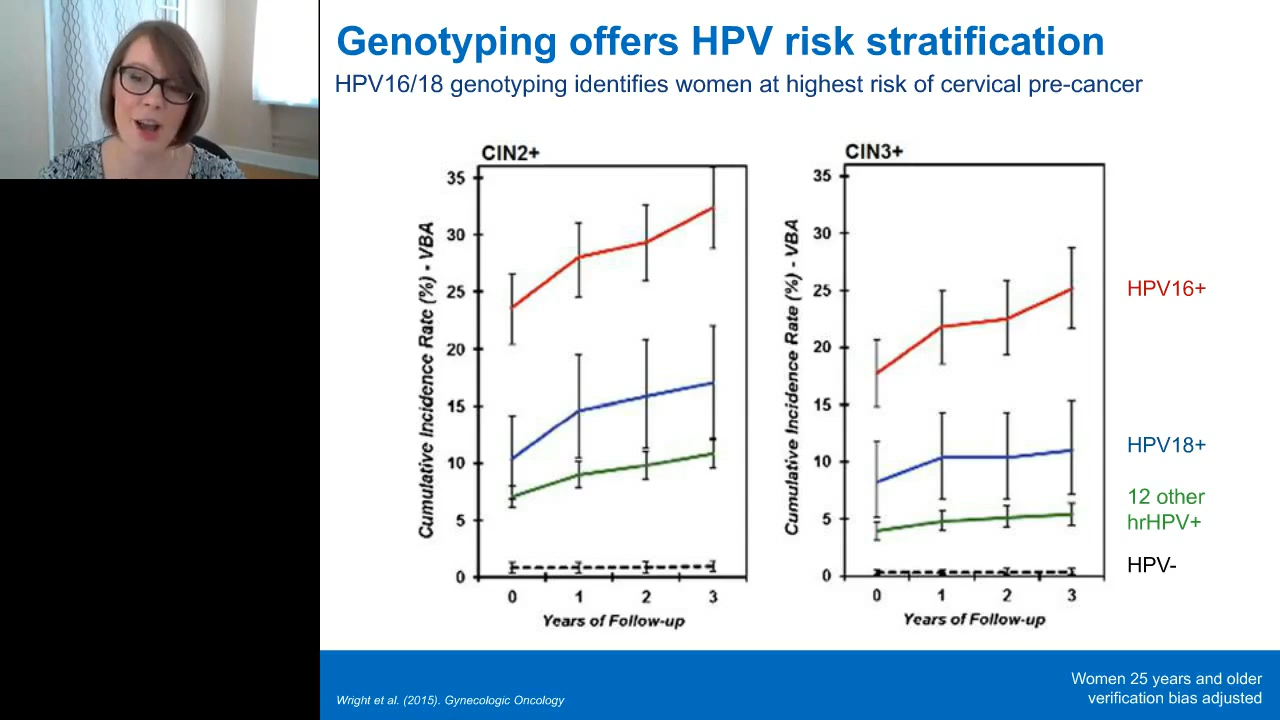 Genotyping offers HPV risk stratification
HPV16/18 genotyping identifies women at highest risk of cervical pre-cancer
CIN2+
35
30
25
20
15
10
5
0
Cumulative Incidence Rate (%) - VBA
0 1 2 3
Years of Follow-up
CIN3+
35
30
25
20
15
10
5
0
Cumulative Incidence Rate (%) - VBA
0 1 2 3
Years of Follow-up
HPV16+
HPV18+
12 other
hrHPV+
HPV-
Wright et al. (2015). Gynecologic Oncology
Women 25 years and older
verification bias adjusted